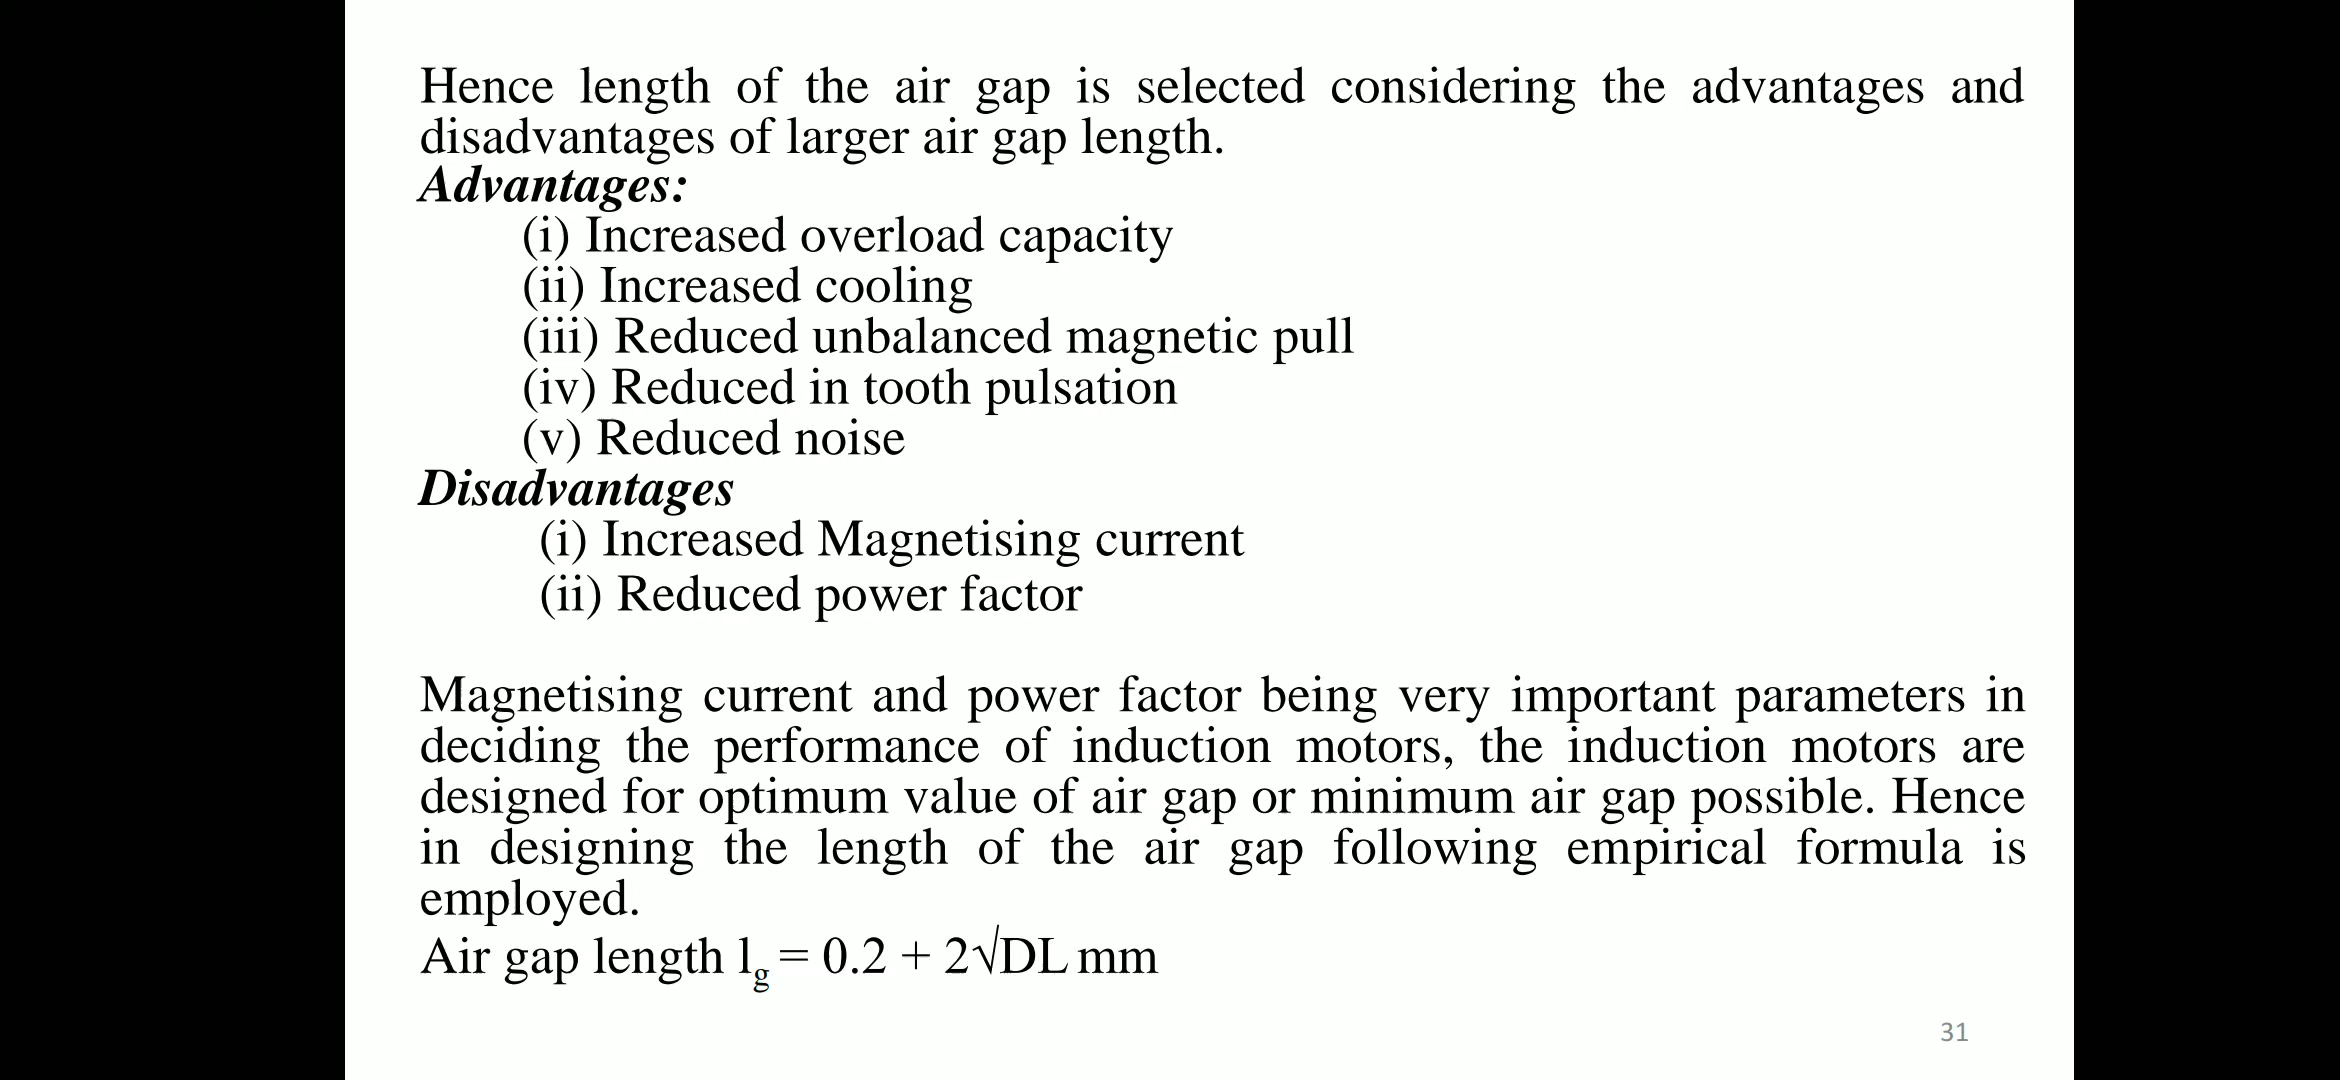 Hence length of the air gap is selected considering the advantages and
disadvantages of larger air gap length.
Advantages:
(i) Increased overload capacity
(ii) Increased cooling
(iii) Reduced unbalanced magnetic pull
(iv) Reduced in tooth pulsation
(v) Reduced noise
Disadvantages
(i) Increased Magnetising current
(ii) Reduced power factor
Magnetising current and power factor being very important parameters in
deciding the performance of induction motors, the induction motors are
designed for optimum value of air gap or minimum air gap possible. Hence
in designing the length of the air gap following empirical formula is
employed.
Air gap length lg = 0.2 + 2√DL mm
31